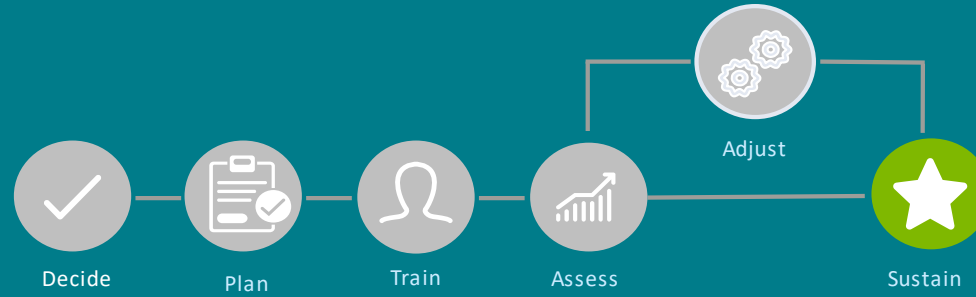 Adjust
Decide
Plan
Train
Assess
Sustain